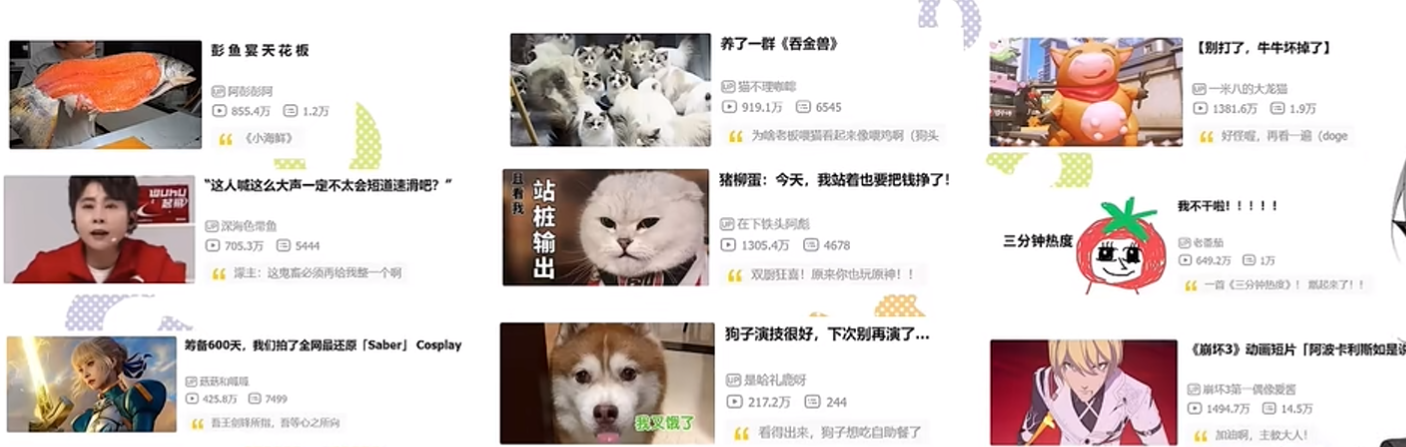 彭鱼宴天花板
UP 阿彭彭阿
855.4万 1.2万
《小海鲜》
养了一群《吞金兽》
UP 猫不理咖啷
919.1万 6545
为啥老板喂猫看起来像喂鸡啊（狗头
【别打了，牛牛坏掉了】
UP 一米八的大龙猫
1381.6万 1.9万
好怪喔，再看一遍（doge
“这人喊这么大声一定不太会短道速滑吧？”
UP 深海色带鱼
705.3万 5444
濛主：这鬼畜必须再给我整一个啊
且看我
站桩输出
猪柳蛋：今天，我站着也要把钱挣了！
UP 在下铁头阿彪
1305.4万 4678
双厨狂喜！原来你也玩原神！！
三分钟热度
我不干啦！！！！！
UP 老番茄
649.2万 1万
一首《三分钟热度》！燃起来了！！
筹备600天，我们拍了全网最还原「Saber」 Cosplay
UP
425.8万 7499
吾王剑锋所指，吾等心之所向
我又饿了
狗子演技很好，下次别再演了...
UP 是哈礼鹿呀
217.2万 244
看得出来，狗子想吃自助餐了
《崩坏3》动画短片「阿波卡利斯如是说
UP 崩坏3第一偶像爱酱
1494.7万 14.5万
加油啊，主教大人！